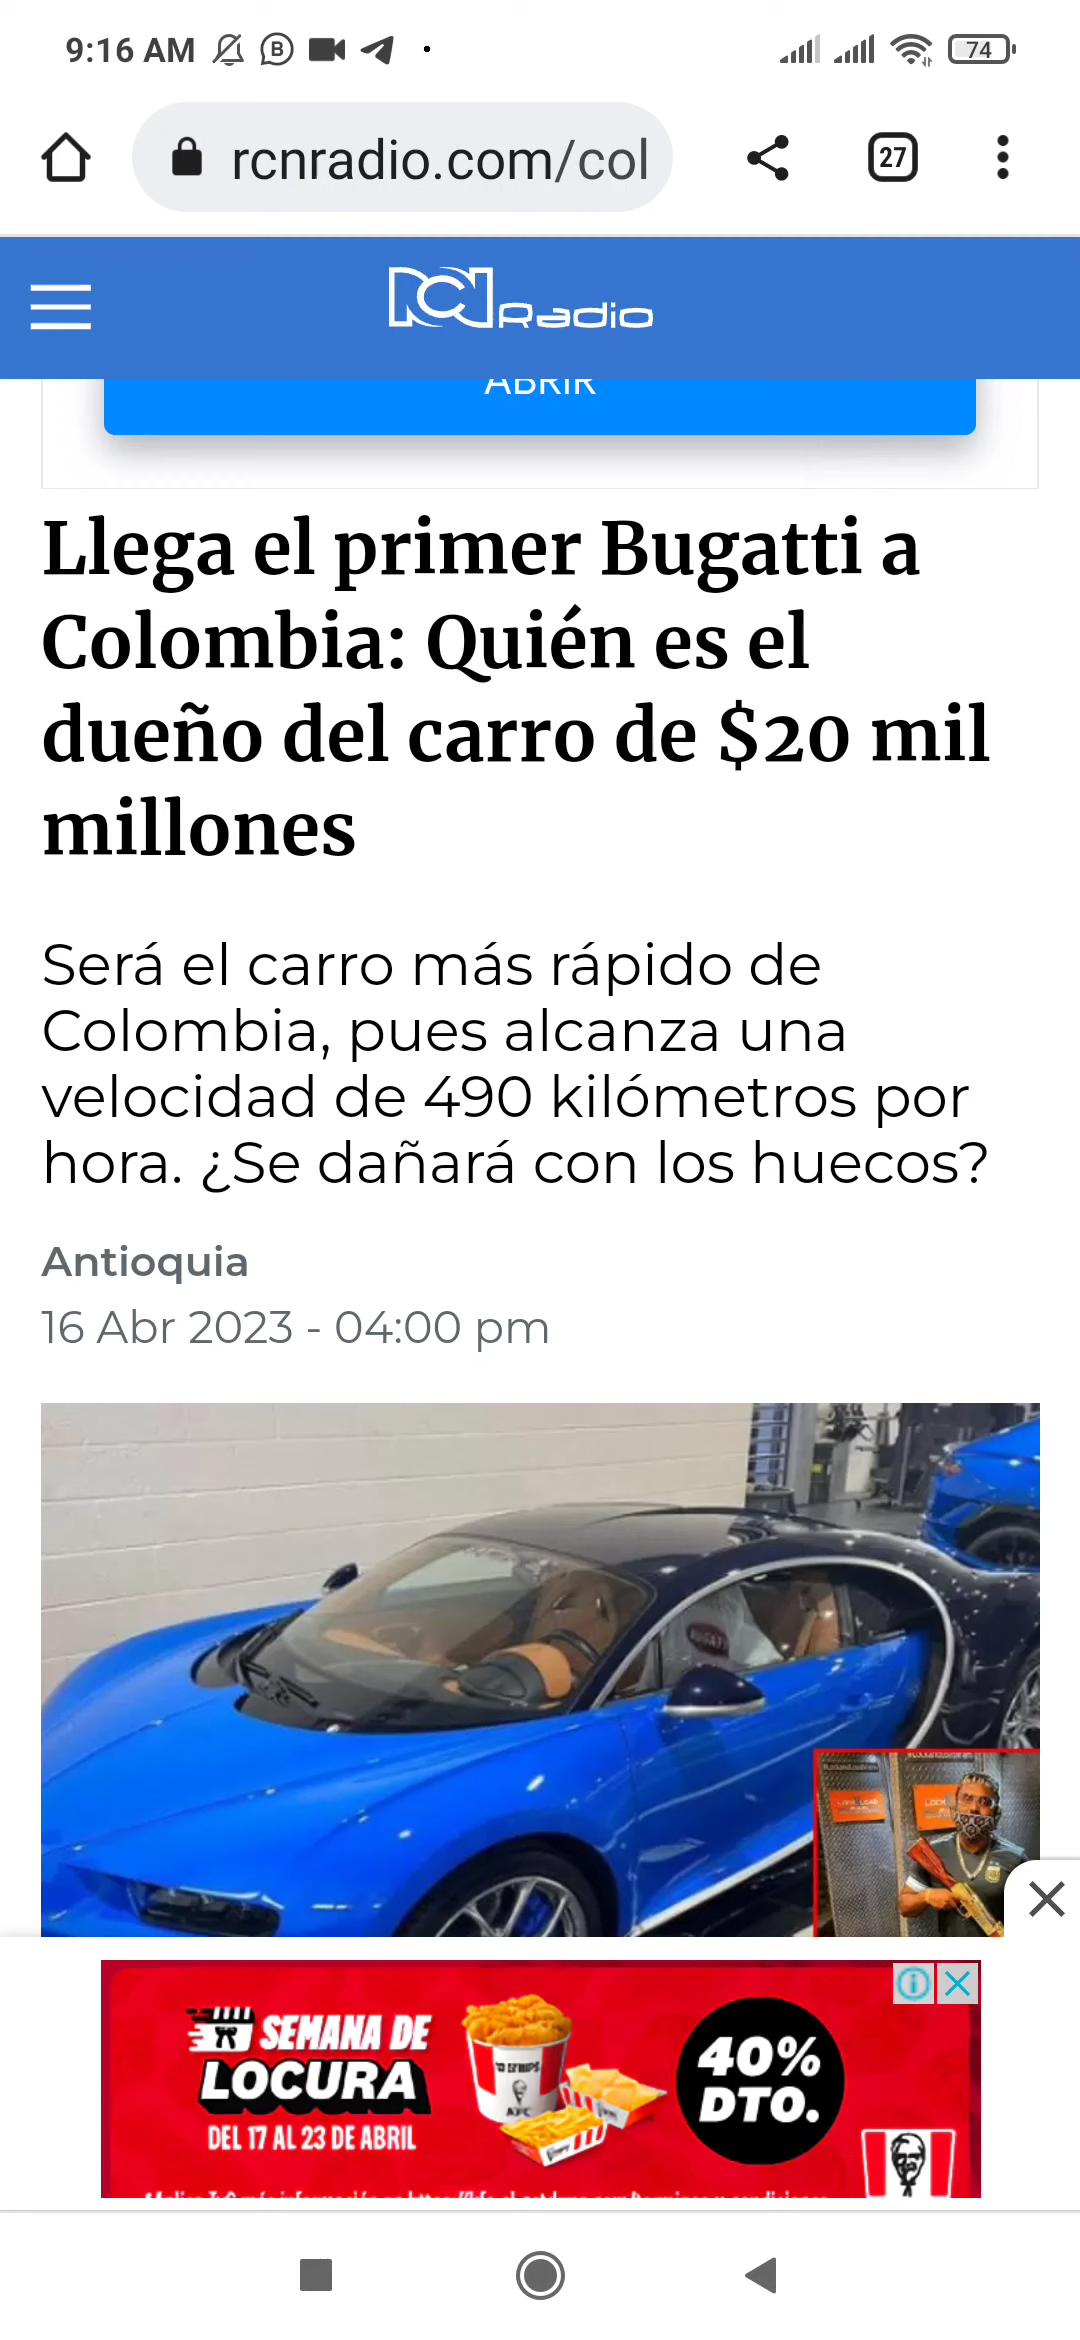 9:16 AM
74
rcnradio.com/col
27
RCN Radio
ABRIR
Llega el primer Bugatti a
Colombia: Quién es el
dueño del carro de $20 mil
millones
Será el carro más rápido de
Colombia, pues alcanza una
velocidad de 490 kilómetros por
hora. ¿Se dañará con los huecos?
Antioquia
16 Abr 2023 - 04:00 pm
SEMANA DE
LOCURA
DEL 17 AL 23 DE ABRIL
KFC
40%
DTO.